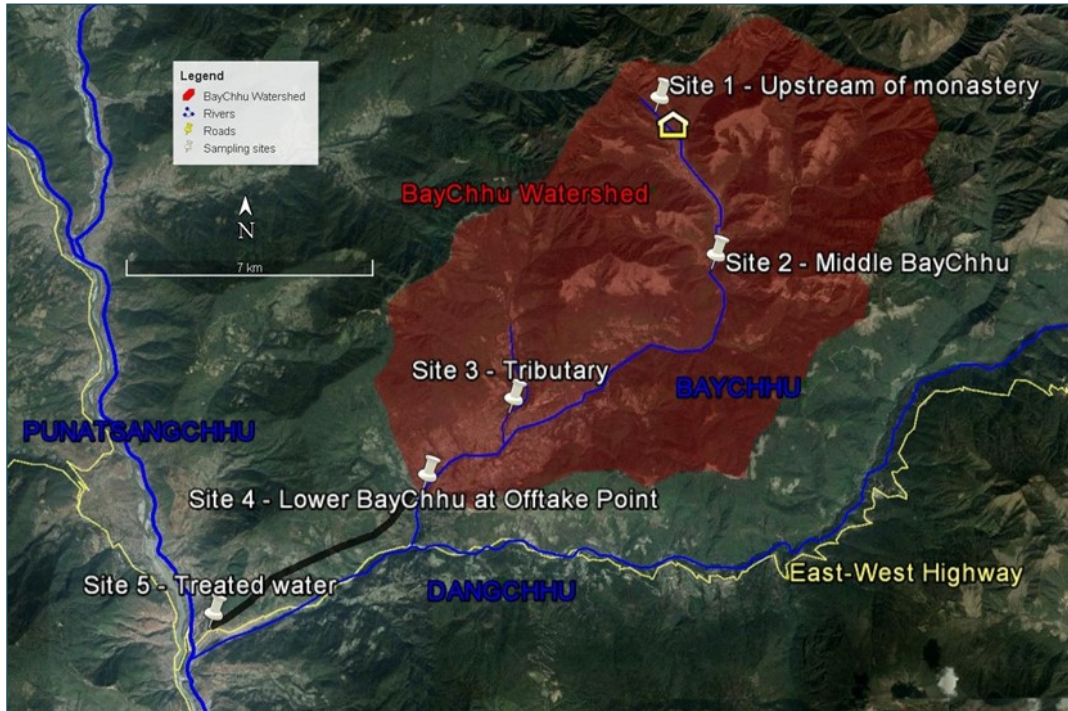 Legend
BayChhu Watershed
Rivers
Roads
Sampling sites
N
7 km
Site 1 - Upstream of monastery
BayChhu Watershed
Site 2 - Middle BayChhu
Site 3 - Tributary
BAYCHHU
PUNATSANGCHHU
Site 4 - Lower BayChhu at Offtake Point
Site 5 - Treated water
DANGCHHU
East-West Highway